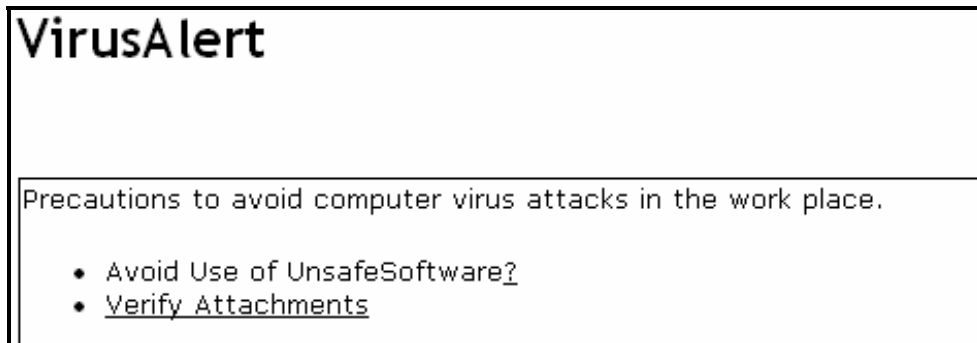 VirusAlert
Precautions to avoid computer virus attacks in the work place.
• Avoid Use of UnsafeSoftware?
• Verify Attachments